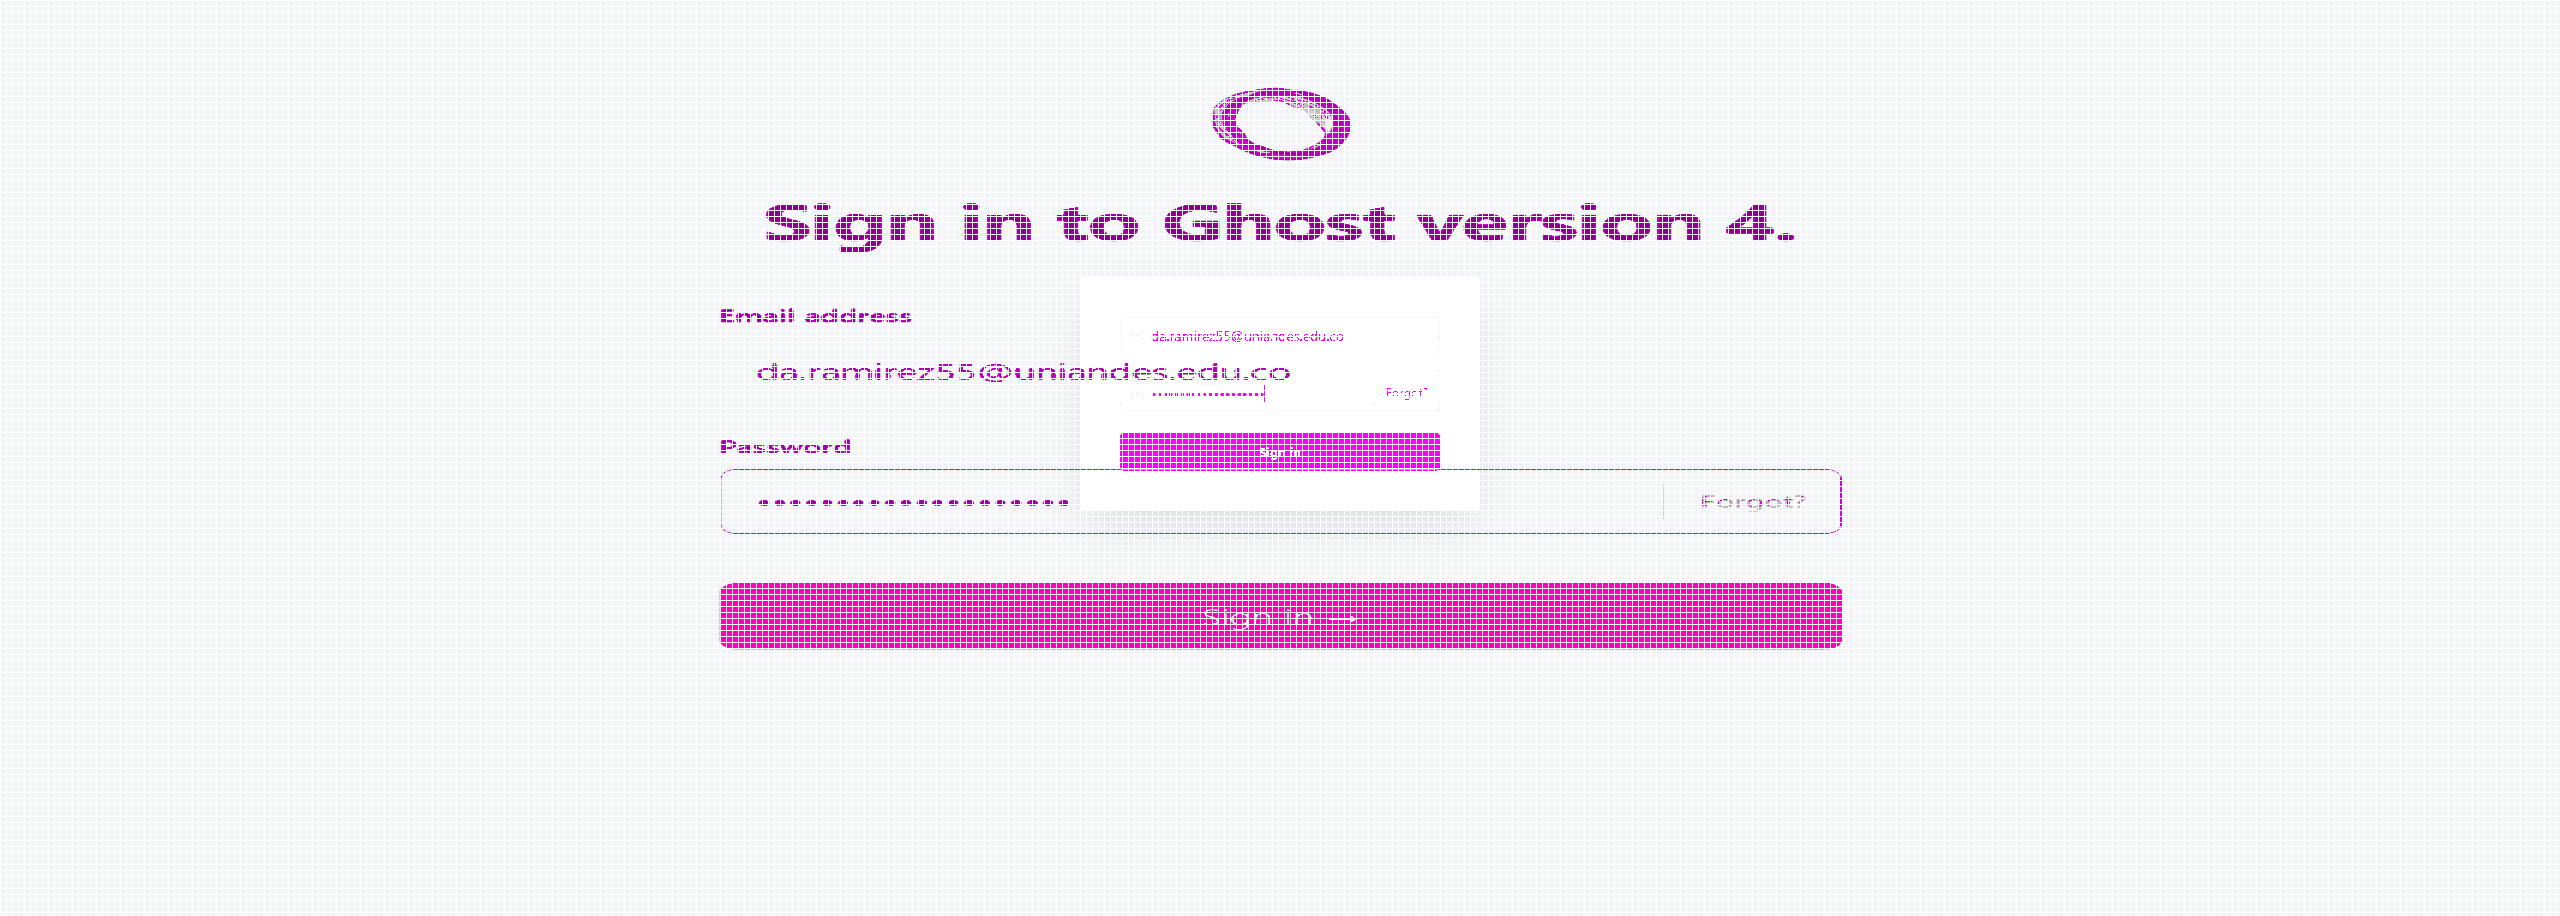 Sign in to Ghost version 4.
Email address
da.ramirez55@uniandes.edu.co
da.ramirez55@uniandes.edu.co
Forgot?
Password
Sign in
Forgot?
Sign in →